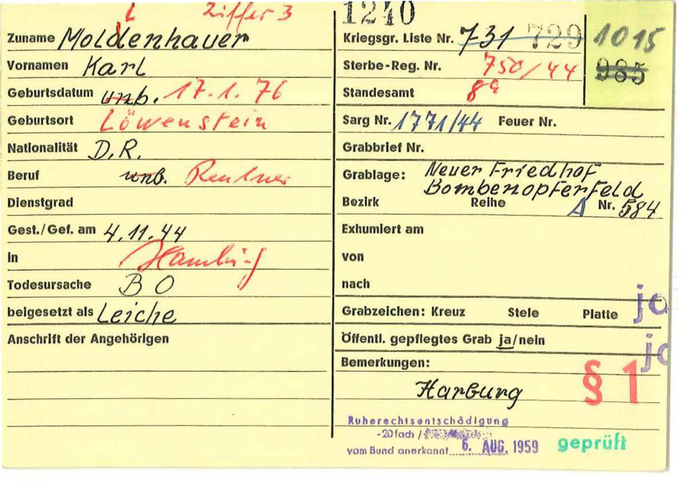 L Ziffer 3
Zuname Moldenhauer
Vornamen Karl
Geburtsdatum unb. 17.1.76
Geburtsort Löwenstein
Nationalität D.R.
Beruf unb. Rentner
Dienstgrad
Gest./Gef. am 4.11.44
in Hamburg
Todesursache B O
beigesetzt als Leiche
Anschrift der Angehörigen
1240
Kriegsgr. Liste Nr. 731 729 1015
Sterbe-Reg. Nr. 750/44 985
Standesamt 8a
Sarg Nr. 1771/44 Feuer Nr.
Grabbrief Nr.
Grablage: Neuer Friedhof
Bombenopferfeld
Bezirk Reihe A Nr. 584
Exhumiert am
von
nach
Grabzeichen: Kreuz Stele Platte ja
Öffentl. gepflegtes Grab ja/nein ja
Bemerkungen: § 1
Harburg
Ruherechtsentschädigung
-20fach /
vom Bund anerkannt 6. AUG. 1959 geprüft